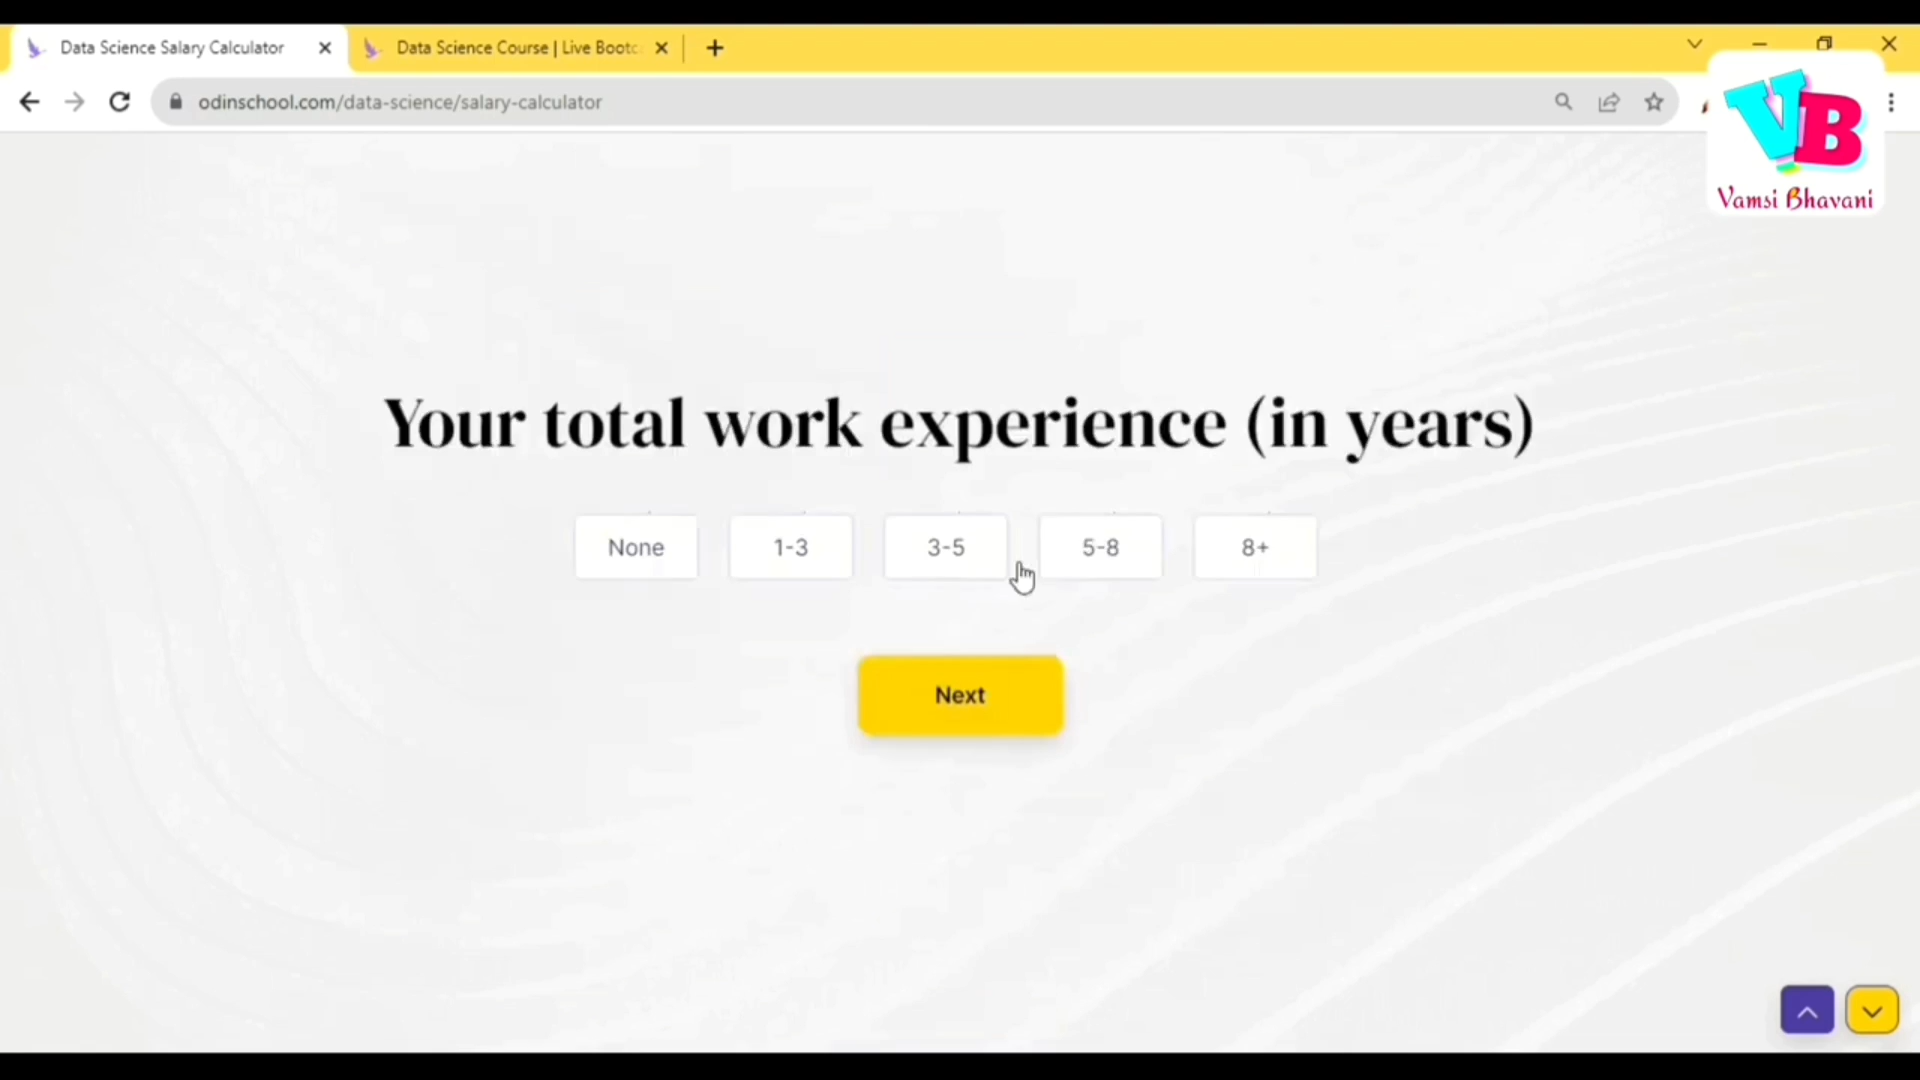 Data Science Salary Calculator
Data Science Course | Live Bootc
odinschool.com/data-science/salary-calculator
VB
Vamsi Bhavani
Your total work experience (in years)
None
1-3
3-5
5-8
8+
Next